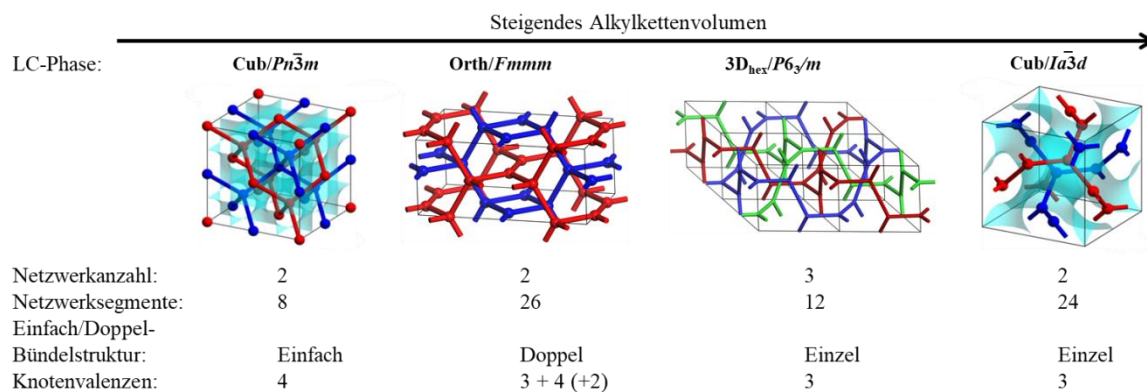 Steigendes Alkylkettenvolumen
LC-Phase: Cub/Pn3̅m Orth/Fmmm 3Dhex/P6₃/m Cub/Ia3̅d
Netzwerkanzahl: 2 2 3 2
Netzwerksegmente: 8 26 12 24
Einfach/Doppel-
Bündelstruktur: Einfach Doppel Einzel Einzel
Knotenvalenzen: 4 3 + 4 (+2) 3 3